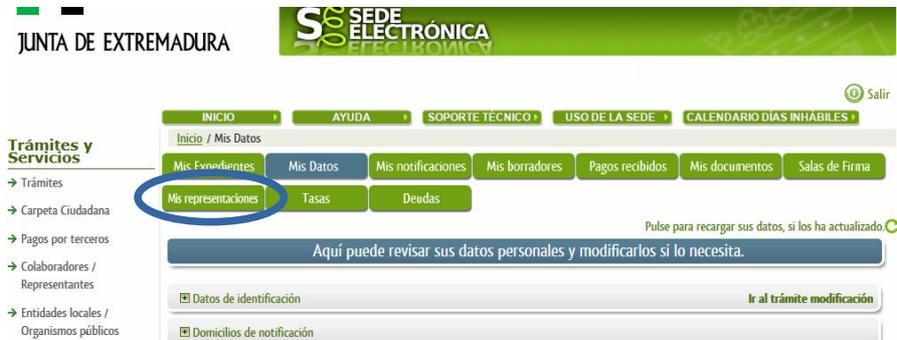 JUNTA DE EXTREMADURA
SEDE
ELECTRÓNICA
Salir
INICIO AYUDA SOPORTE TÉCNICO USO DE LA SEDE CALENDARIO DÍAS INHÁBILES
Trámites y
Servicios
Trámites
Carpeta Ciudadana
Pagos por terceros
Colaboradores /
Representantes
Entidades locales /
Organismos públicos
Inicio / Mis Datos
Mis Expedientes Mis Datos Mis notificaciones Mis borradores Pagos recibidos Mis documentos Salas de Firma
Mis representaciones Tasas Deudas
Pulse para recargar sus datos, si los ha actualizado.
Aquí puede revisar sus datos personales y modificarlos si lo necesita.
Datos de identificación Ir al trámite modificación
Domicilios de notificación